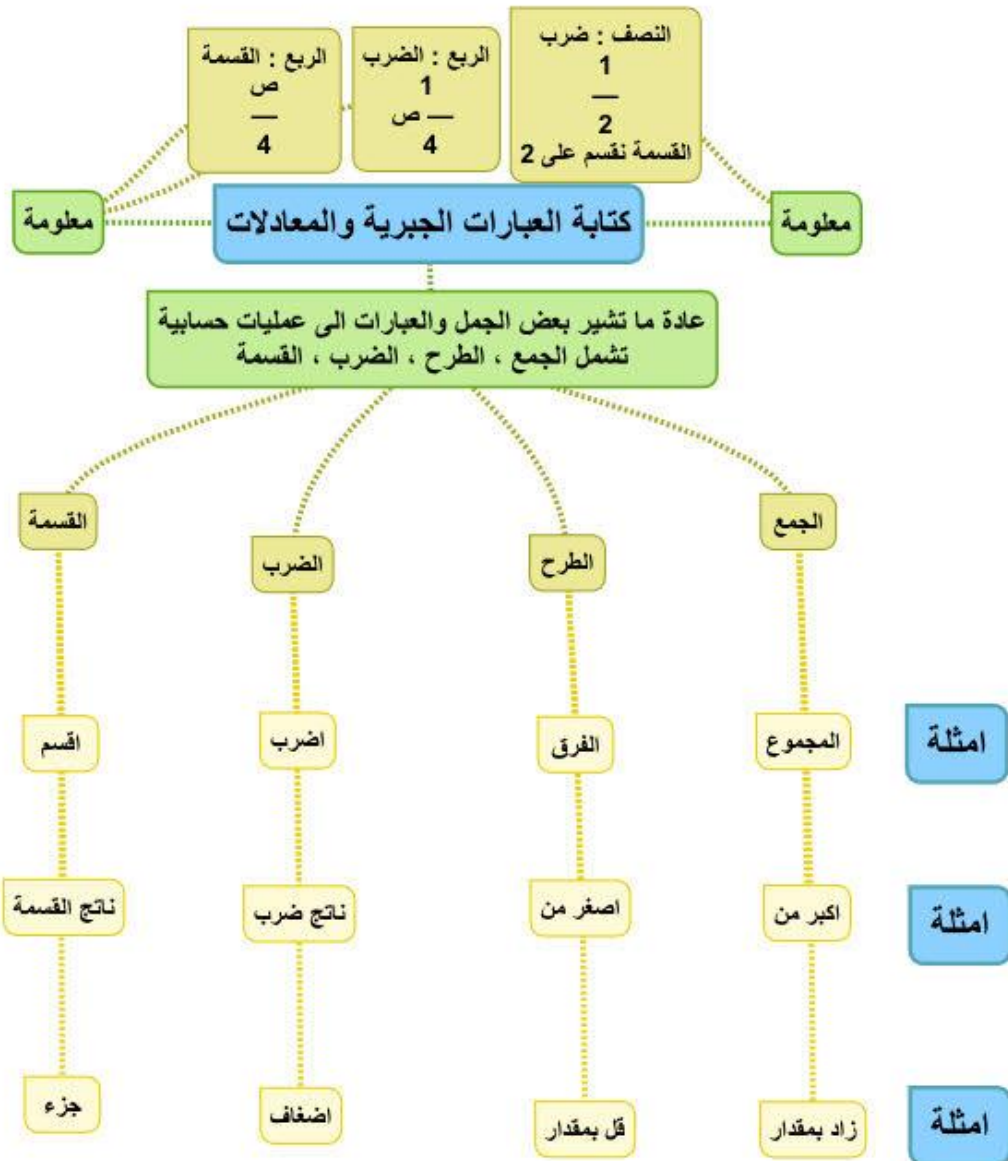 النصف : ضرب
1
—
2
القسمة نقسم على 2
الربع : الضرب
1
— ص
4
الربع : القسمة
ص
—
4
معلومة
كتابة العبارات الجبرية والمعادلات
معلومة
عادة ما تشير بعض الجمل والعبارات الى عمليات حسابية
تشمل الجمع ، الطرح ، الضرب ، القسمة
الجمع
الطرح
الضرب
القسمة
امثلة
المجموع
الفرق
اضرب
اقسم
امثلة
اكبر من
اصغر من
ناتج ضرب
ناتج القسمة
امثلة
زاد بمقدار
قل بمقدار
اضغاف
جزء